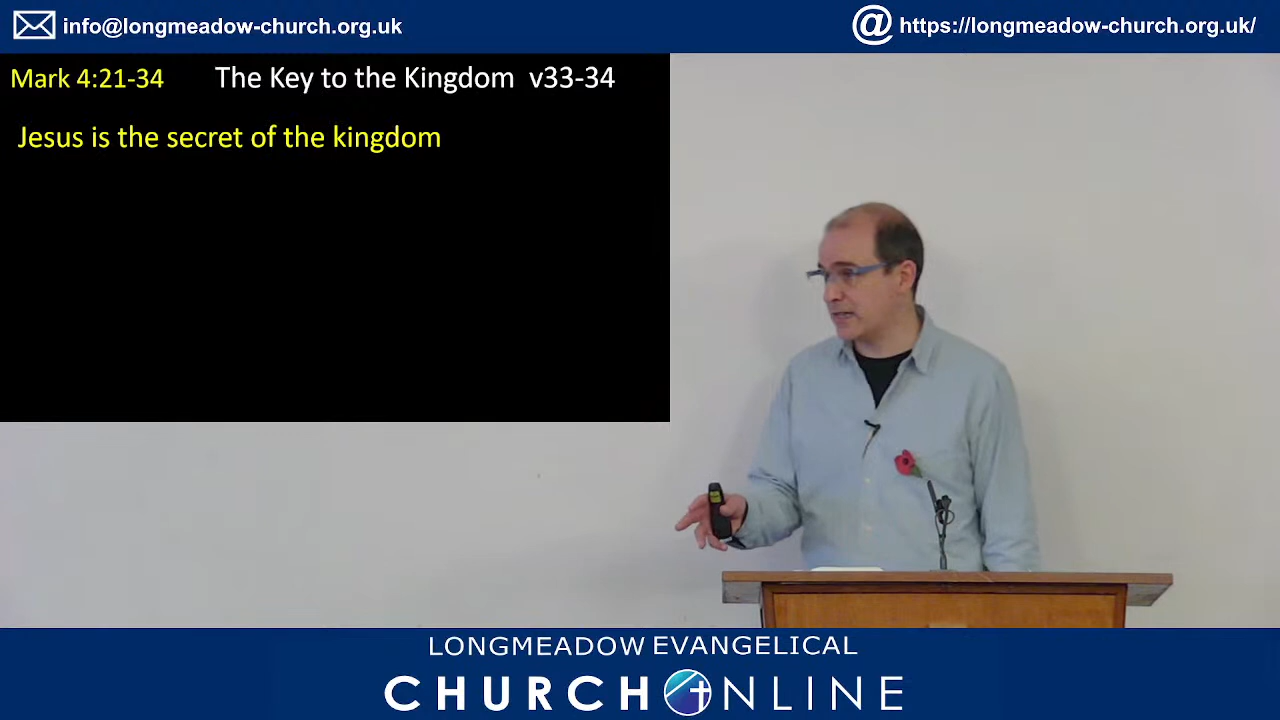 info@longmeadow-church.org.uk
@ https://longmeadow-church.org.uk/
Mark 4:21-34 The Key to the Kingdom v33-34
Jesus is the secret of the kingdom
LONGMEADOW EVANGELICAL
CHURCH ONLINE